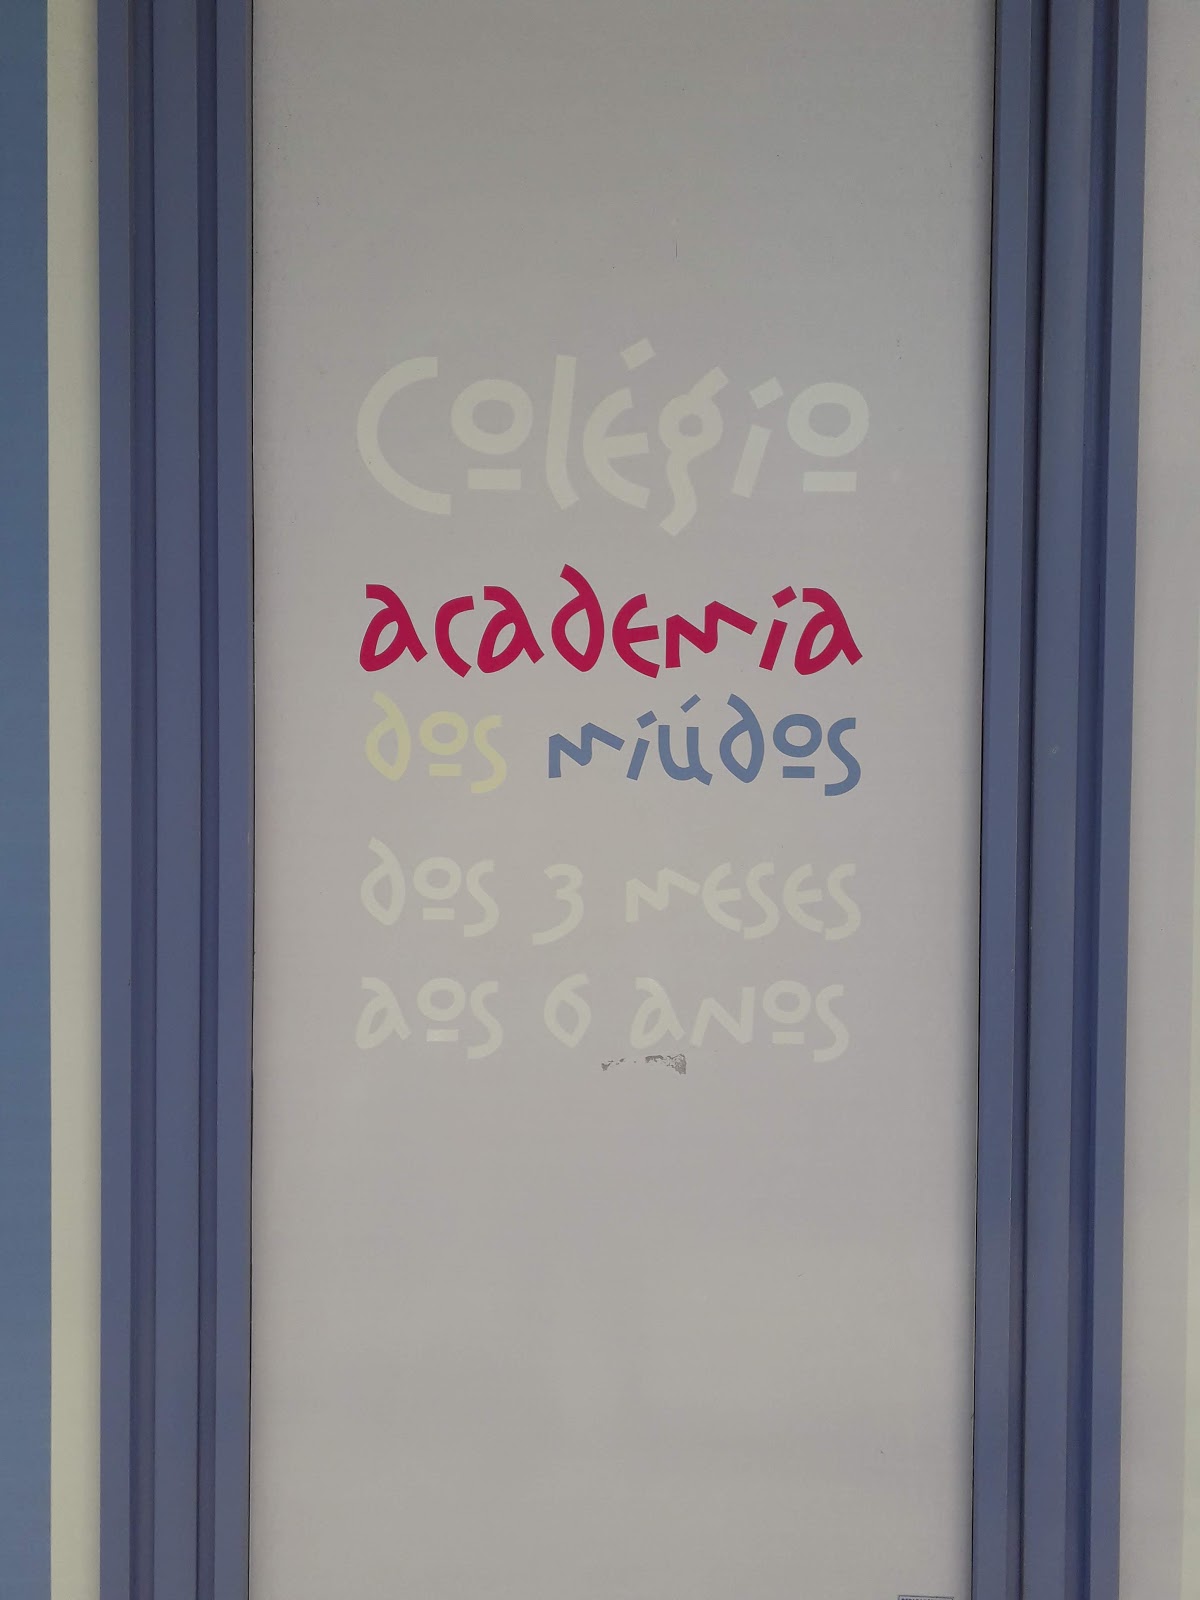 Colégio
academia
dos miúdos
dos 3 meses
aos 6 anos